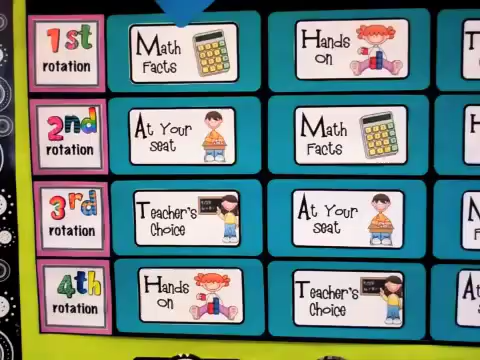 1st
rotation
Math
Facts
Hands
on
T
2nd
rotation
At Your
seat
Math
Facts
H
3rd
rotation
Teacher's
Choice
At Your
seat
4th
rotation
Hands
on
Teacher's
Choice
At